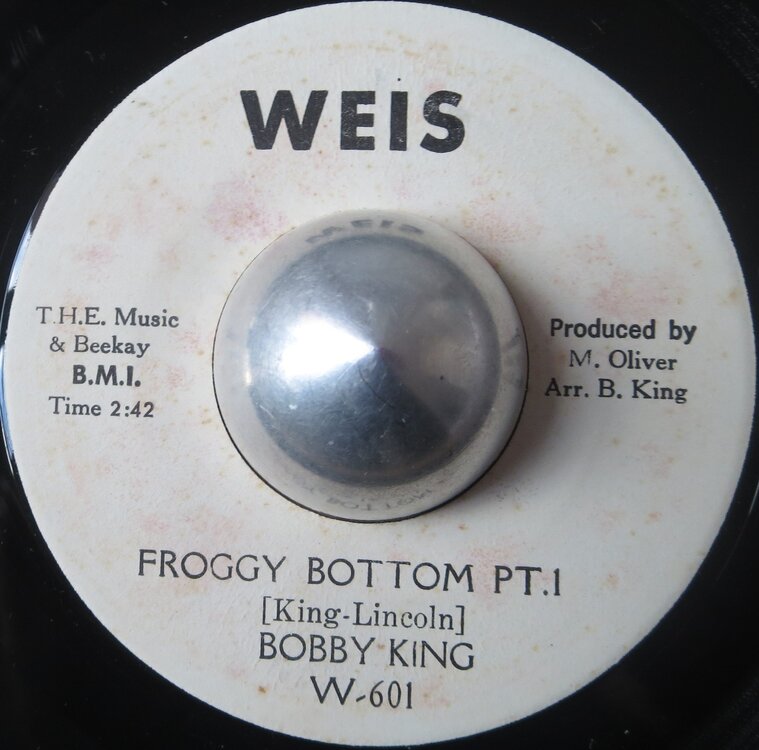 WEIS
T.H.E. Music
& Beekay
B.M.I.
Time 2:42
Produced by
M. Oliver
Arr. B. King
FROGGY BOTTOM PT.1
[King-Lincoln]
BOBBY KING
W-601